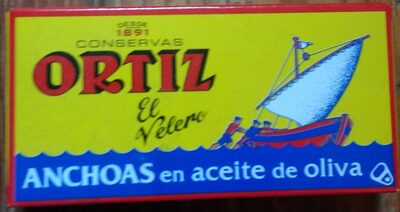 DESDE
1891
CONSERVAS
ORTIZ
El
Velero
ANCHOAS en aceite de oliva